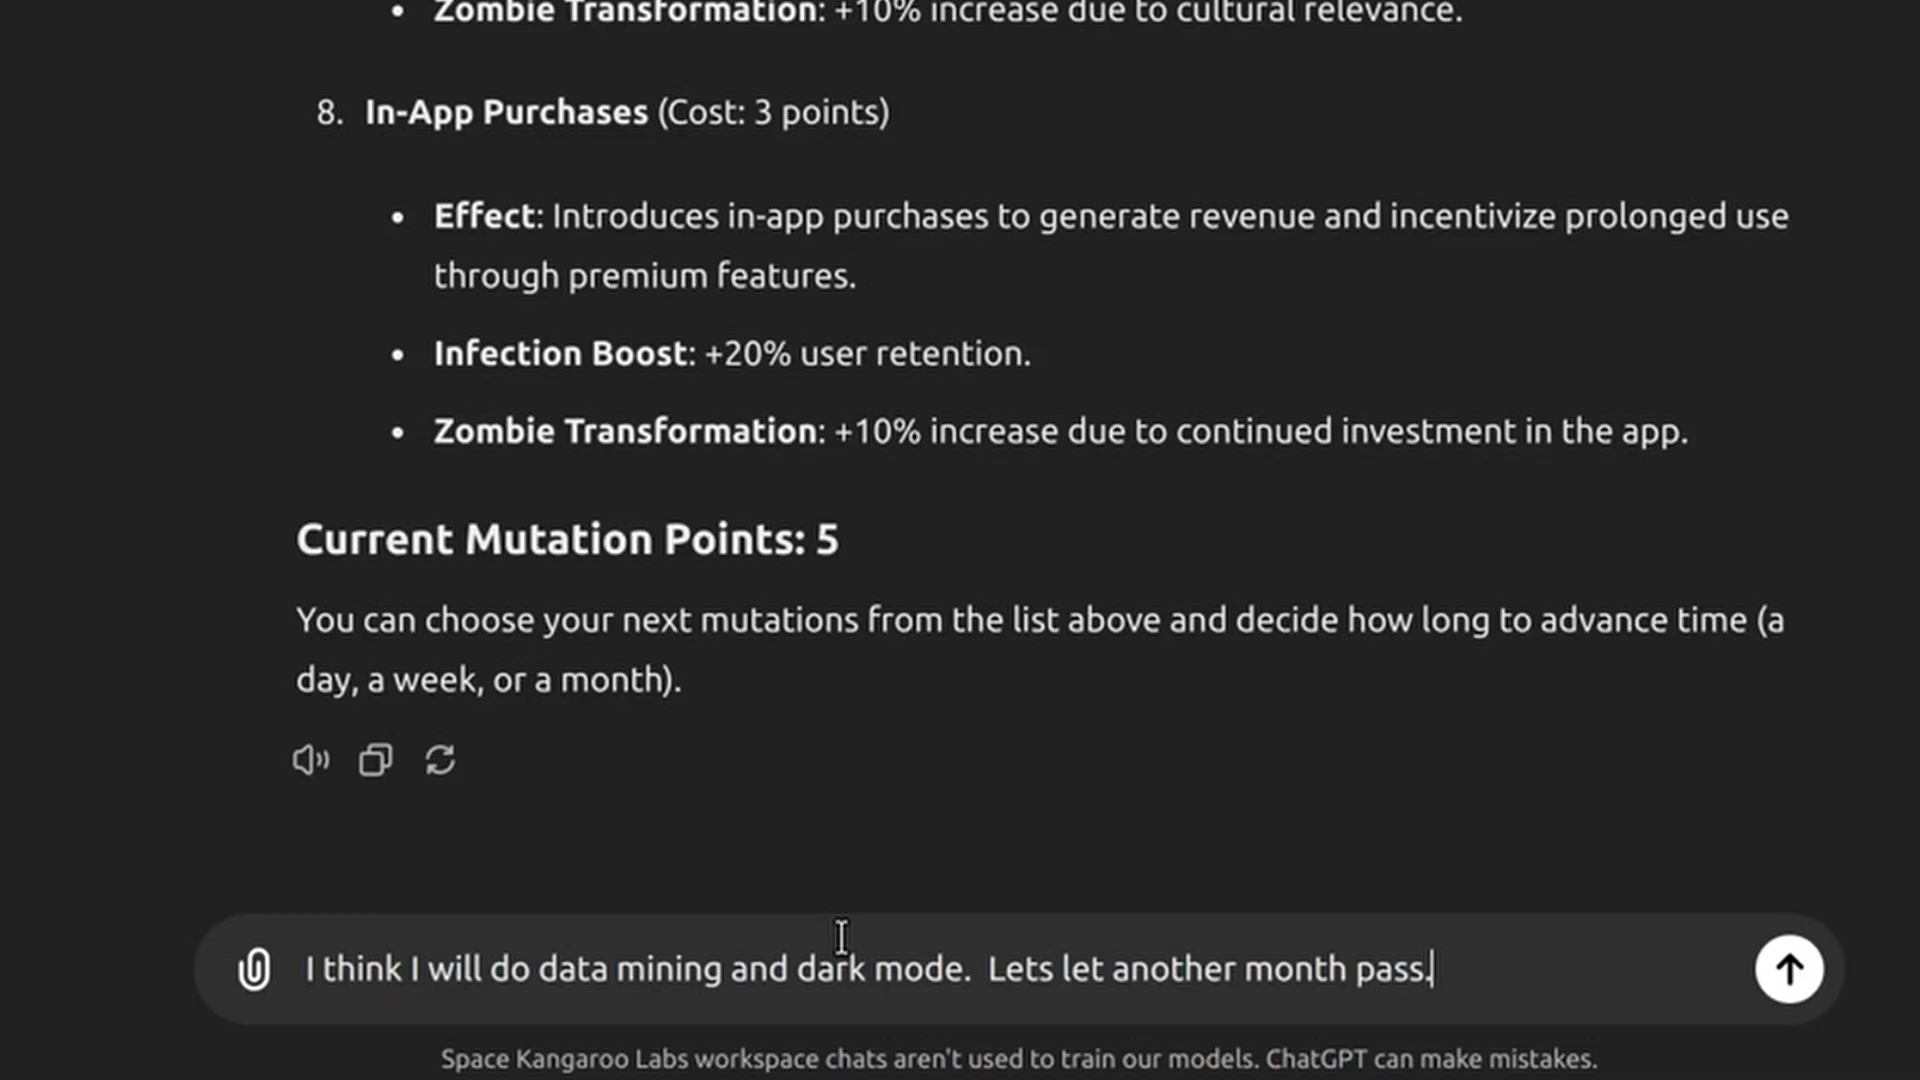 • Zombie Transformation: +10% increase due to cultural relevance.
8. In-App Purchases (Cost: 3 points)
• Effect: Introduces in-app purchases to generate revenue and incentivize prolonged use
through premium features.
• Infection Boost: +20% user retention.
• Zombie Transformation: +10% increase due to continued investment in the app.
Current Mutation Points: 5
You can choose your next mutations from the list above and decide how long to advance time (a
day, a week, or a month).
I think I will do data mining and dark mode.  Lets let another month pass.
Space Kangaroo Labs workspace chats aren't used to train our models. ChatGPT can make mistakes.